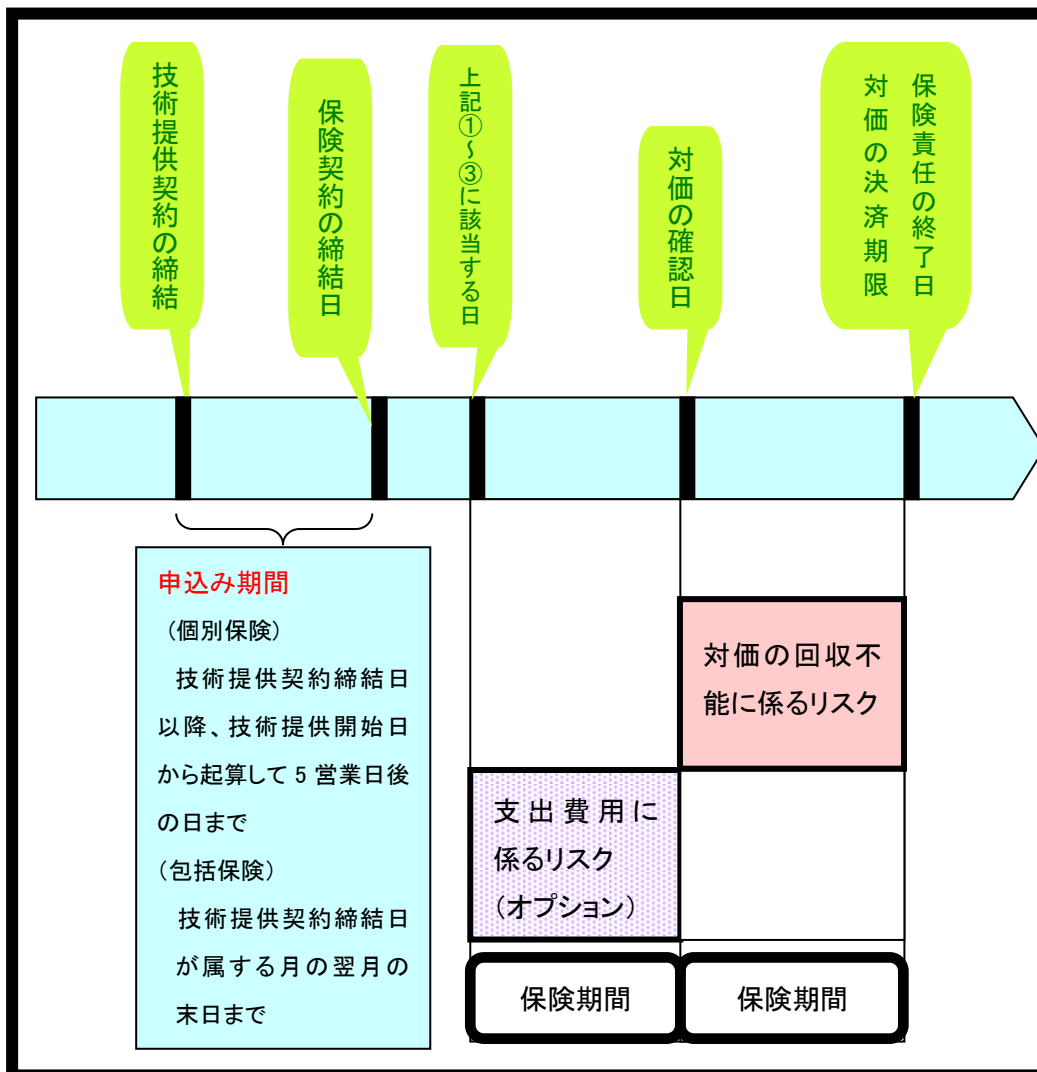 技術提供契約の締結
保険契約の締結日
上記①~③に該当する日
対価の確認日
保険責任の終了日
対価の決済期限
申込み期間
(個別保険)
技術提供契約締結日
以降、技術提供開始日
から起算して5営業日後
の日まで
(包括保険)
技術提供契約締結日
が属する月の翌月の
末日まで
対価の回収不
能に係るリスク
支出費用に
係るリスク
(オプション)
保険期間
保険期間